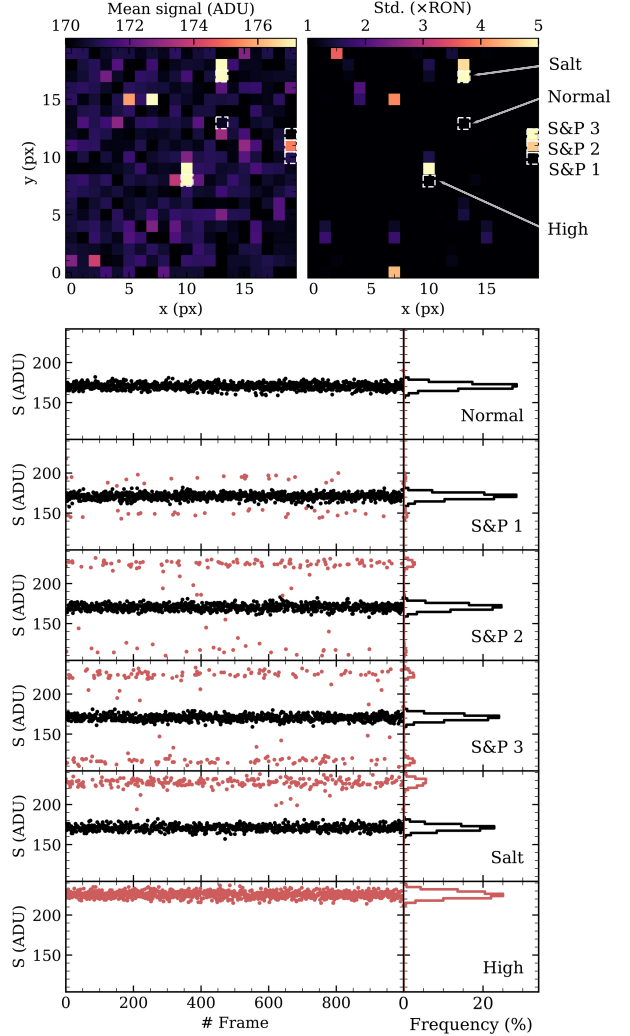 Mean signal (ADU)
Std. (×RON)
170 172 174 176
1 2 3 4 5
Salt
Normal
S&P 3
S&P 2
S&P 1
High
y (px)
15
10
5
0
0 5 10 15
0 5 10 15
x (px)
x (px)
S (ADU)
200
150
Normal
S (ADU)
200
150
S&P 1
S (ADU)
200
150
S&P 2
S (ADU)
200
150
S&P 3
S (ADU)
200
150
Salt
S (ADU)
200
150
High
0 200 400 600 800
0 20
# Frame
Frequency (%)